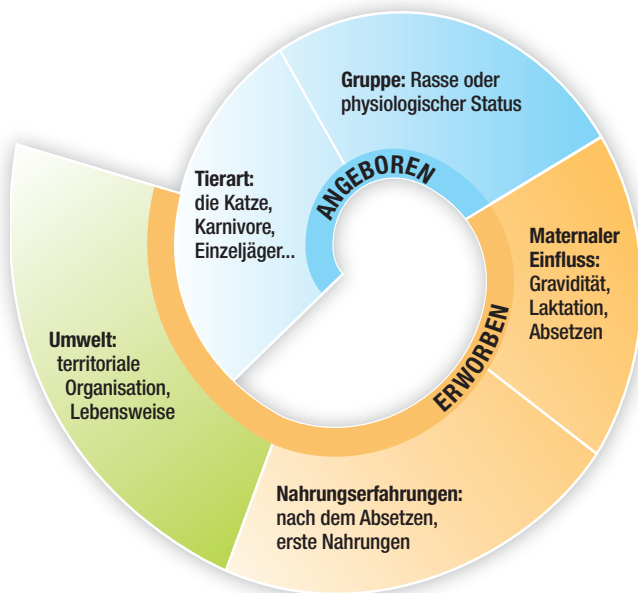 Gruppe: Rasse oder
physiologischer Status
ANGEBOREN
Tierart:
die Katze,
Karnivore,
Einzeljäger...
Maternaler
Einfluss:
Gravidität,
Laktation,
Absetzen
ERWORBEN
Umwelt:
territoriale
Organisation,
Lebensweise
Nahrungserfahrungen:
nach dem Absetzen,
erste Nahrungen